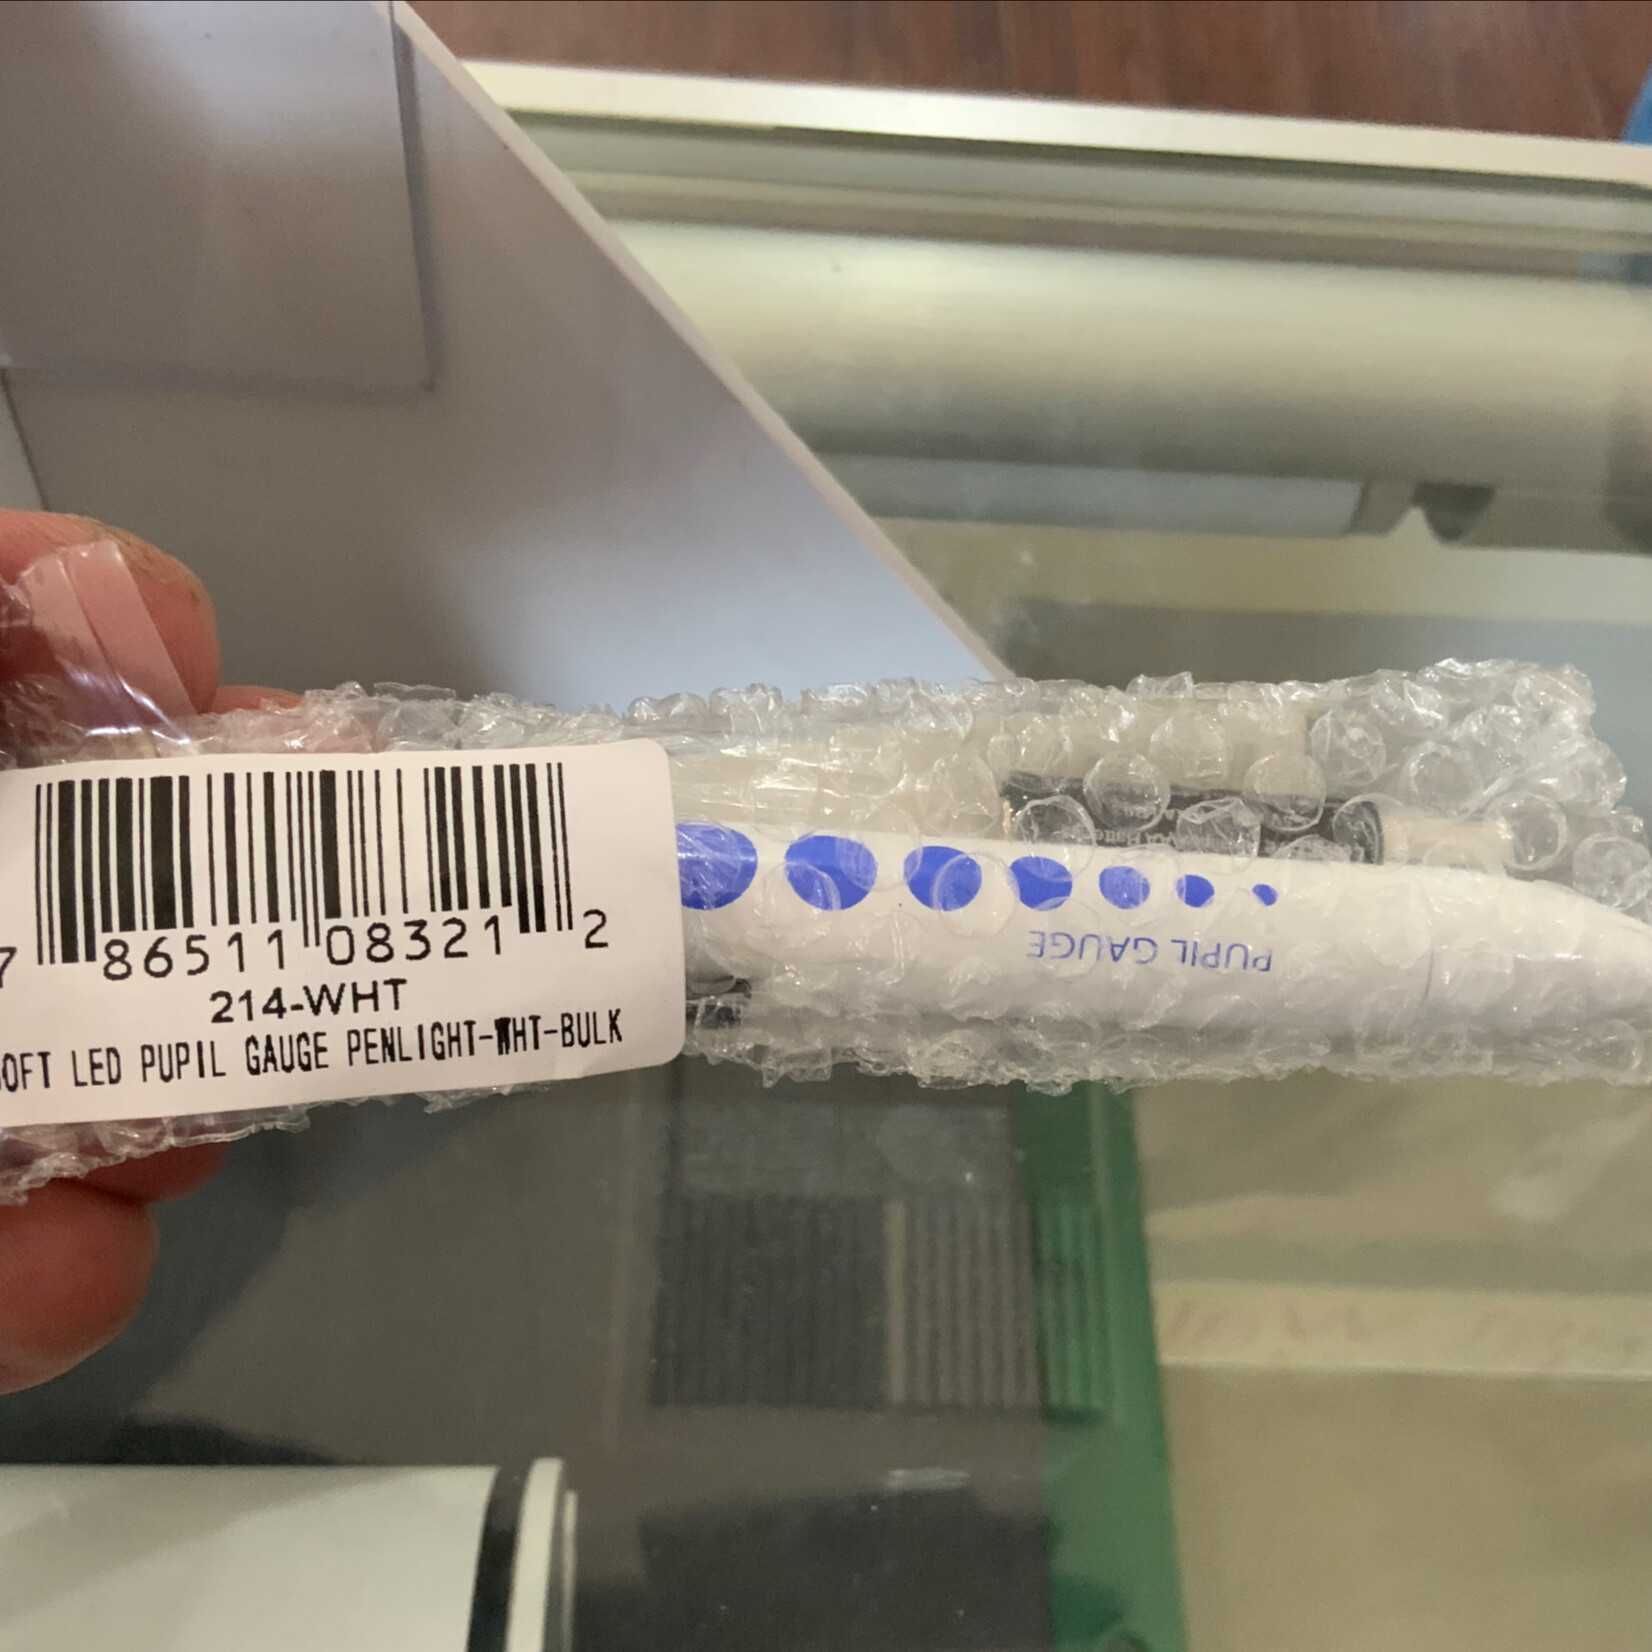 7 86511 08321 2
214-WHT
OFT LED PUPIL GAUGE PENLIGHT-WHT-BULK
PUPIL GAUGE